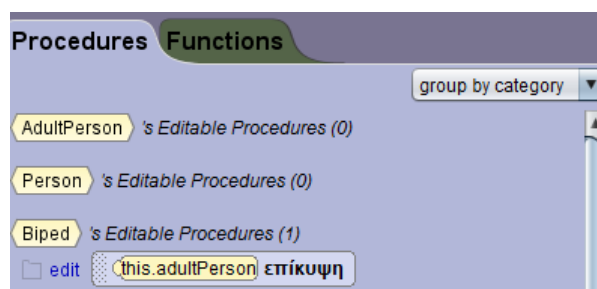 Procedures Functions
group by category
AdultPerson 's Editable Procedures (0)
Person 's Editable Procedures (0)
Biped 's Editable Procedures (1)
edit this.adultPerson επίκυψη